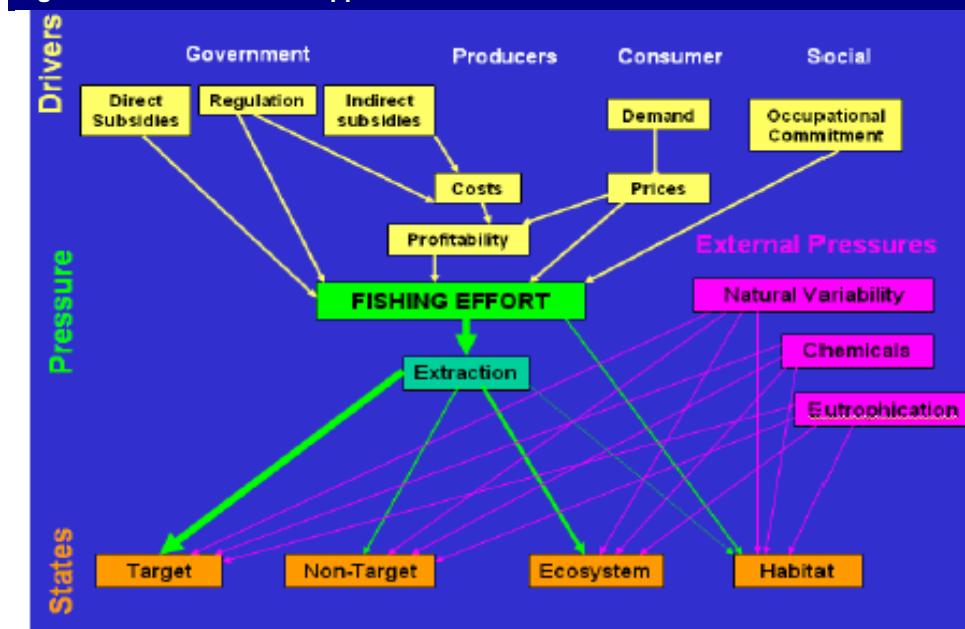 Drivers
Government
Producers
Consumer
Social
Direct
Subsidies
Regulation
Indirect
subsidies
Demand
Occupational
Commitment
Costs
Prices
Profitability
Pressure
External Pressures
FISHING EFFORT
Natural Variability
Extraction
Chemicals
Eutrophication
States
Target
Non-Target
Ecosystem
Habitat